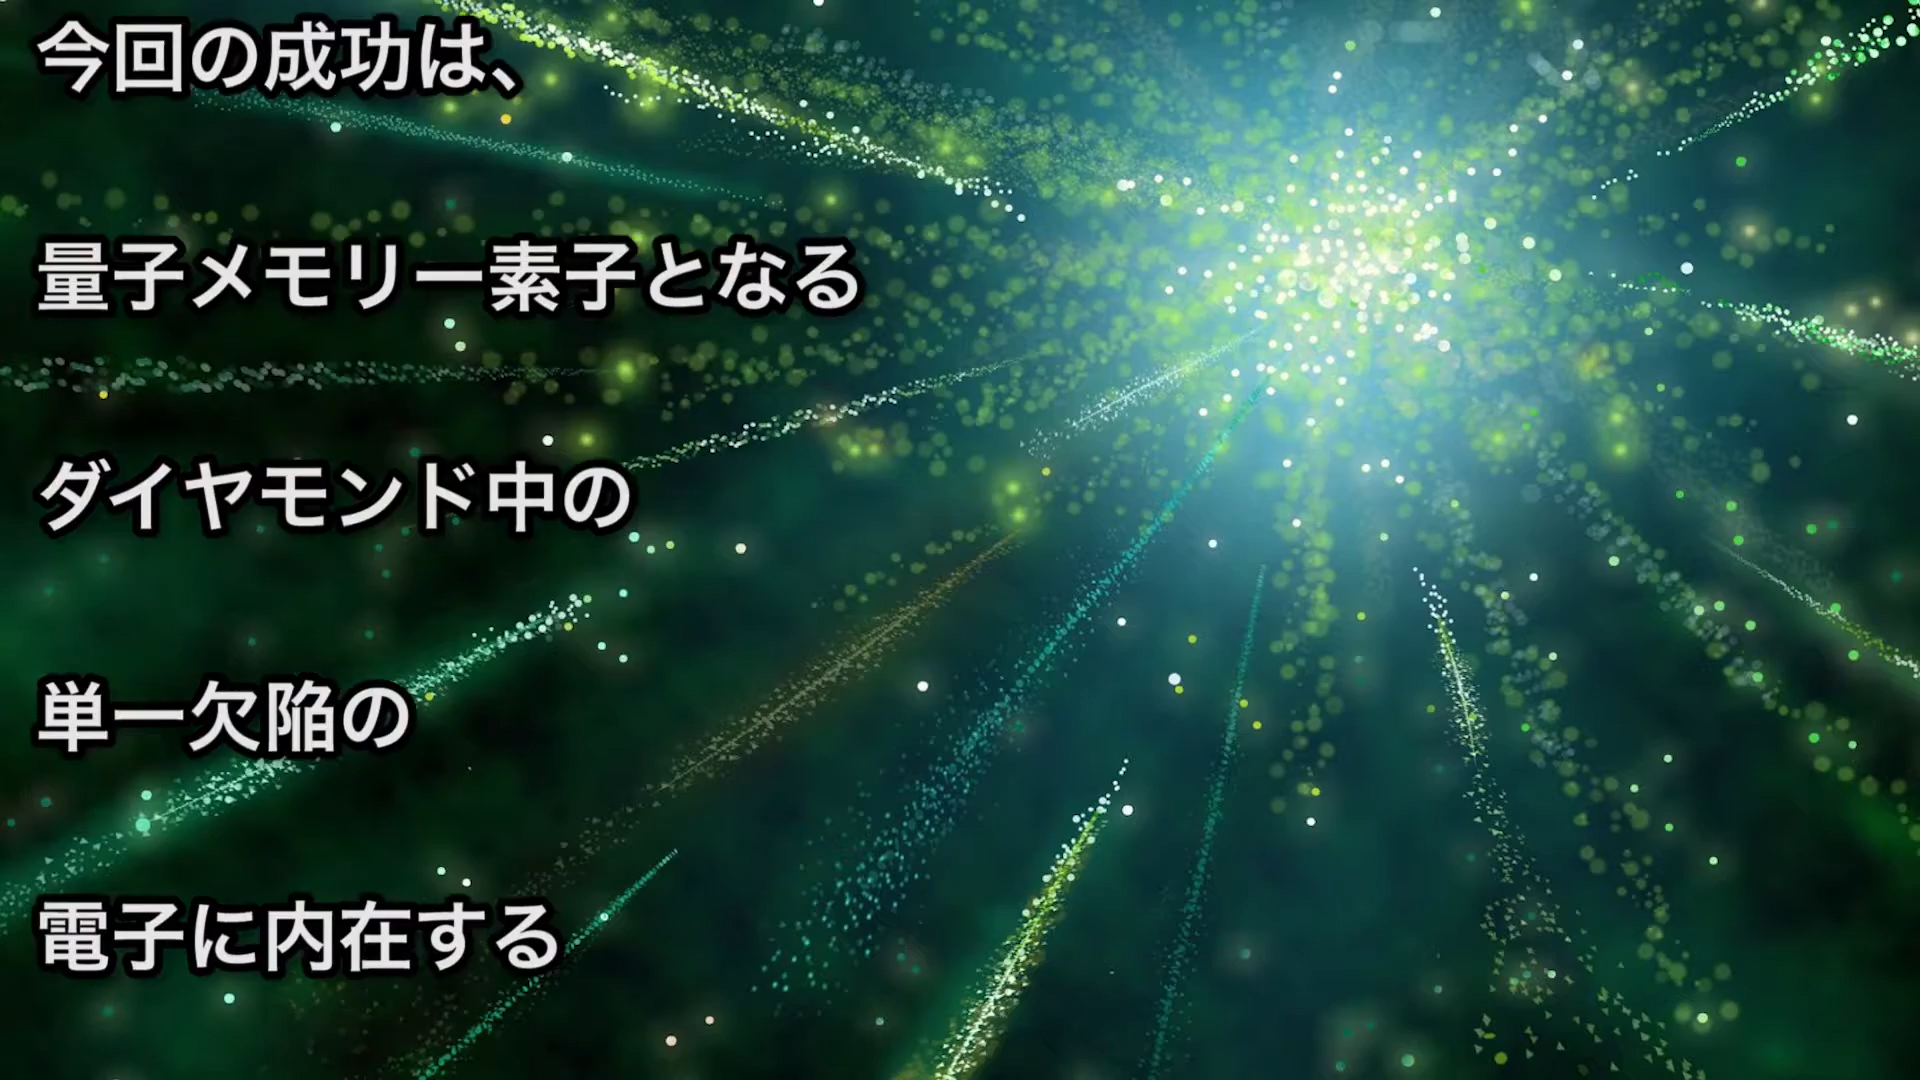 今回の成功は、
量子メモリー素子となる
ダイヤモンド中の
単一欠陥の
電子に内在する